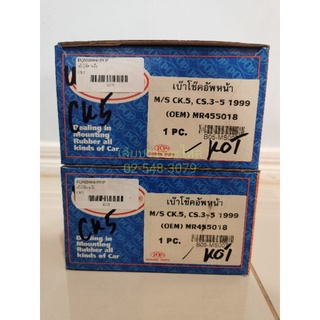 เบ้าโช๊คอัพหน้า
M/S CK.5, CS.3-5 1999
(OEM) MR455018
1 PC.
KOT
CK5
Dealing in
Mounting
Rubber all
kinds of Car.
02-548-3079
เบ้าโช๊คอัพหน้า
M/S CK.5, CS.3-5 1999
(OEM) MR455018
1 PC.
KOT
CK5
Dealing in
Mounting
Rubber all
kinds of Car.